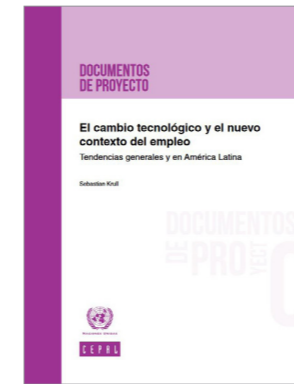 DOCUMENTOS
DE PROYECTO
El cambio tecnológico y el nuevo
contexto del empleo
Tendencias generales y en América Latina
Sebastian Krull
DOCUMENTOS
DE PROYECT
CEPAL